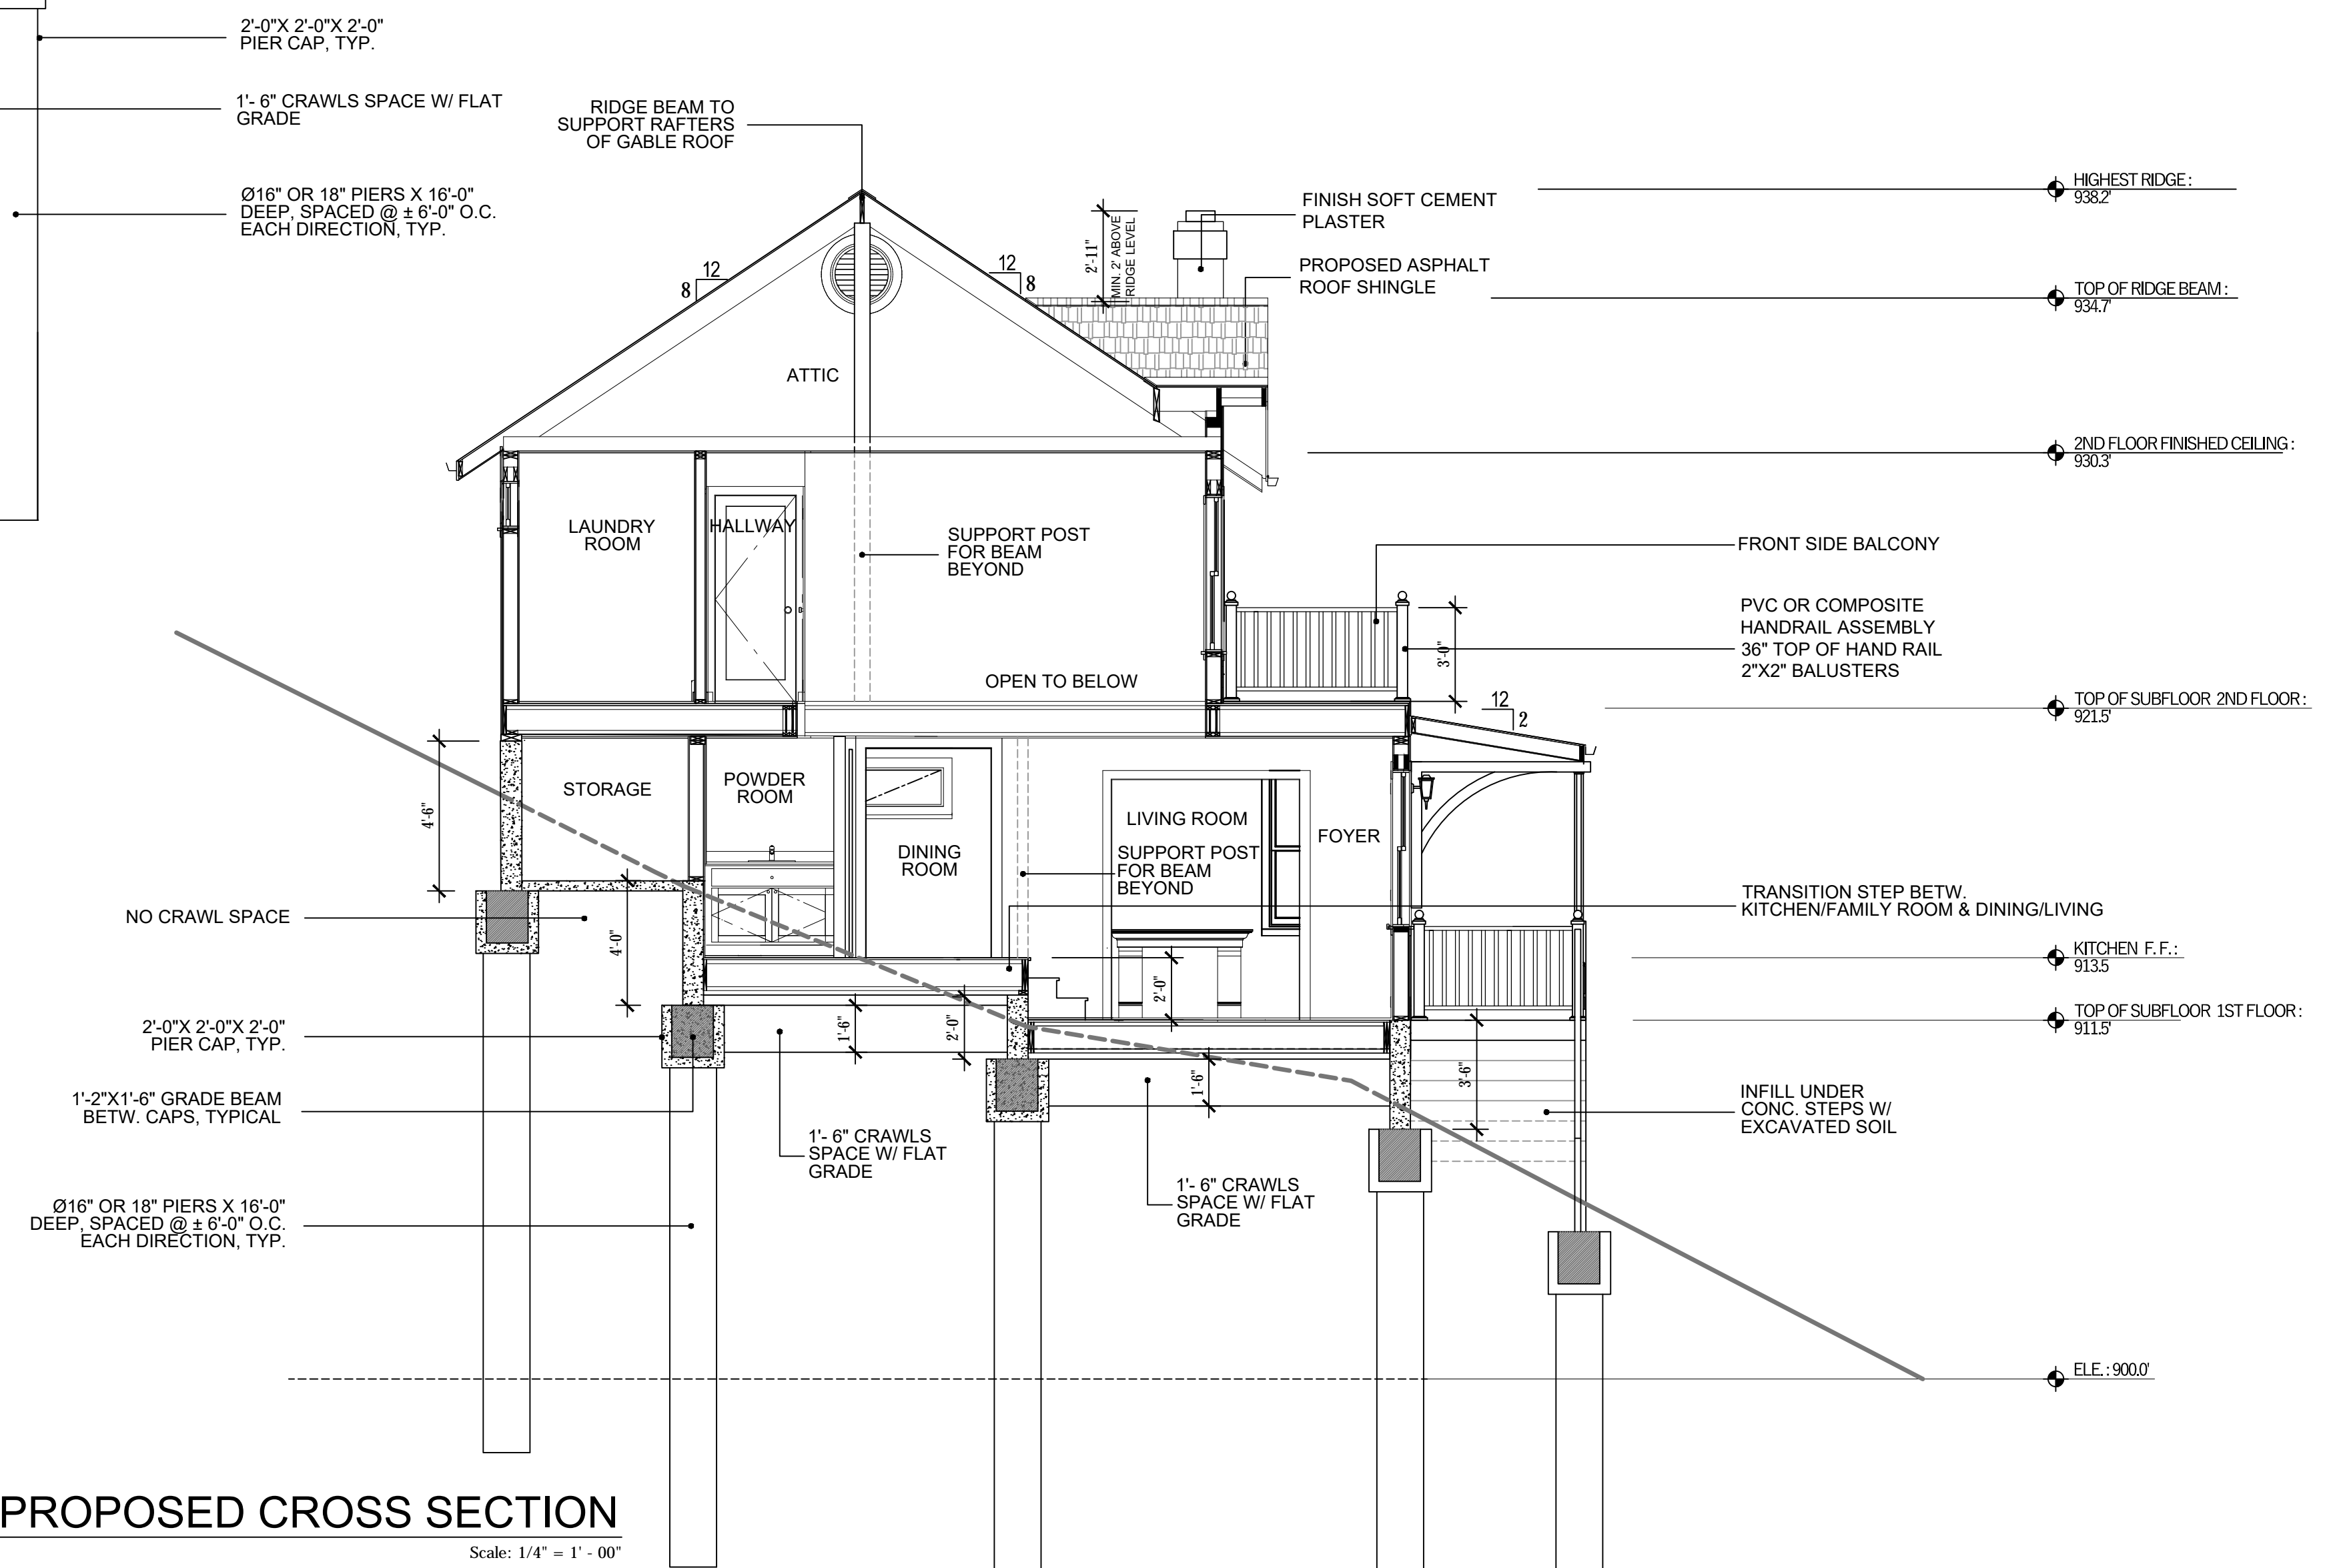 2'-0"X 2'-0"X 2'-0"
PIER CAP, TYP.
1'- 6" CRAWLS SPACE W/ FLAT
GRADE
Ø16" OR 18" PIERS X 16'-0"
DEEP, SPACED @ ± 6'-0" O.C.
EACH DIRECTION, TYP.
RIDGE BEAM TO
SUPPORT RAFTERS
OF GABLE ROOF
12
8
12
8
2'-11"
MIN. 2' ABOVE
RIDGE LEVEL
FINISH SOFT CEMENT
PLASTER
PROPOSED ASPHALT
ROOF SHINGLE
HIGHEST RIDGE :
938.2'
TOP OF RIDGE BEAM :
934.7'
ATTIC
2ND FLOOR FINISHED CEILING :
930.3'
LAUNDRY
ROOM
HALLWAY
SUPPORT POST
FOR BEAM
BEYOND
OPEN TO BELOW
FRONT SIDE BALCONY
PVC OR COMPOSITE
HANDRAIL ASSEMBLY
36" TOP OF HAND RAIL
2"X2" BALUSTERS
3'-0"
12
2
TOP OF SUBFLOOR 2ND FLOOR :
921.5'
4'-6"
STORAGE
POWDER
ROOM
DINING
ROOM
LIVING ROOM
SUPPORT POST
FOR BEAM
BEYOND
FOYER
TRANSITION STEP BETW.
KITCHEN/FAMILY ROOM & DINING/LIVING
NO CRAWL SPACE
4'-0"
2'-0"
KITCHEN F. F. :
913.5
TOP OF SUBFLOOR 1ST FLOOR :
911.5'
2'-0"X 2'-0"X 2'-0"
PIER CAP, TYP.
1'-6"
2'-0"
1'-6"
3'-6"
1'-2"X1'-6" GRADE BEAM
BETW. CAPS, TYPICAL
INFILL UNDER
CONC. STEPS W/
EXCAVATED SOIL
1'- 6" CRAWLS
SPACE W/ FLAT
GRADE
1'- 6" CRAWLS
SPACE W/ FLAT
GRADE
Ø16" OR 18" PIERS X 16'-0"
DEEP, SPACED @ ± 6'-0" O.C.
EACH DIRECTION, TYP.
ELE. : 900.0'
PROPOSED CROSS SECTION
Scale: 1/4" = 1' - 00"